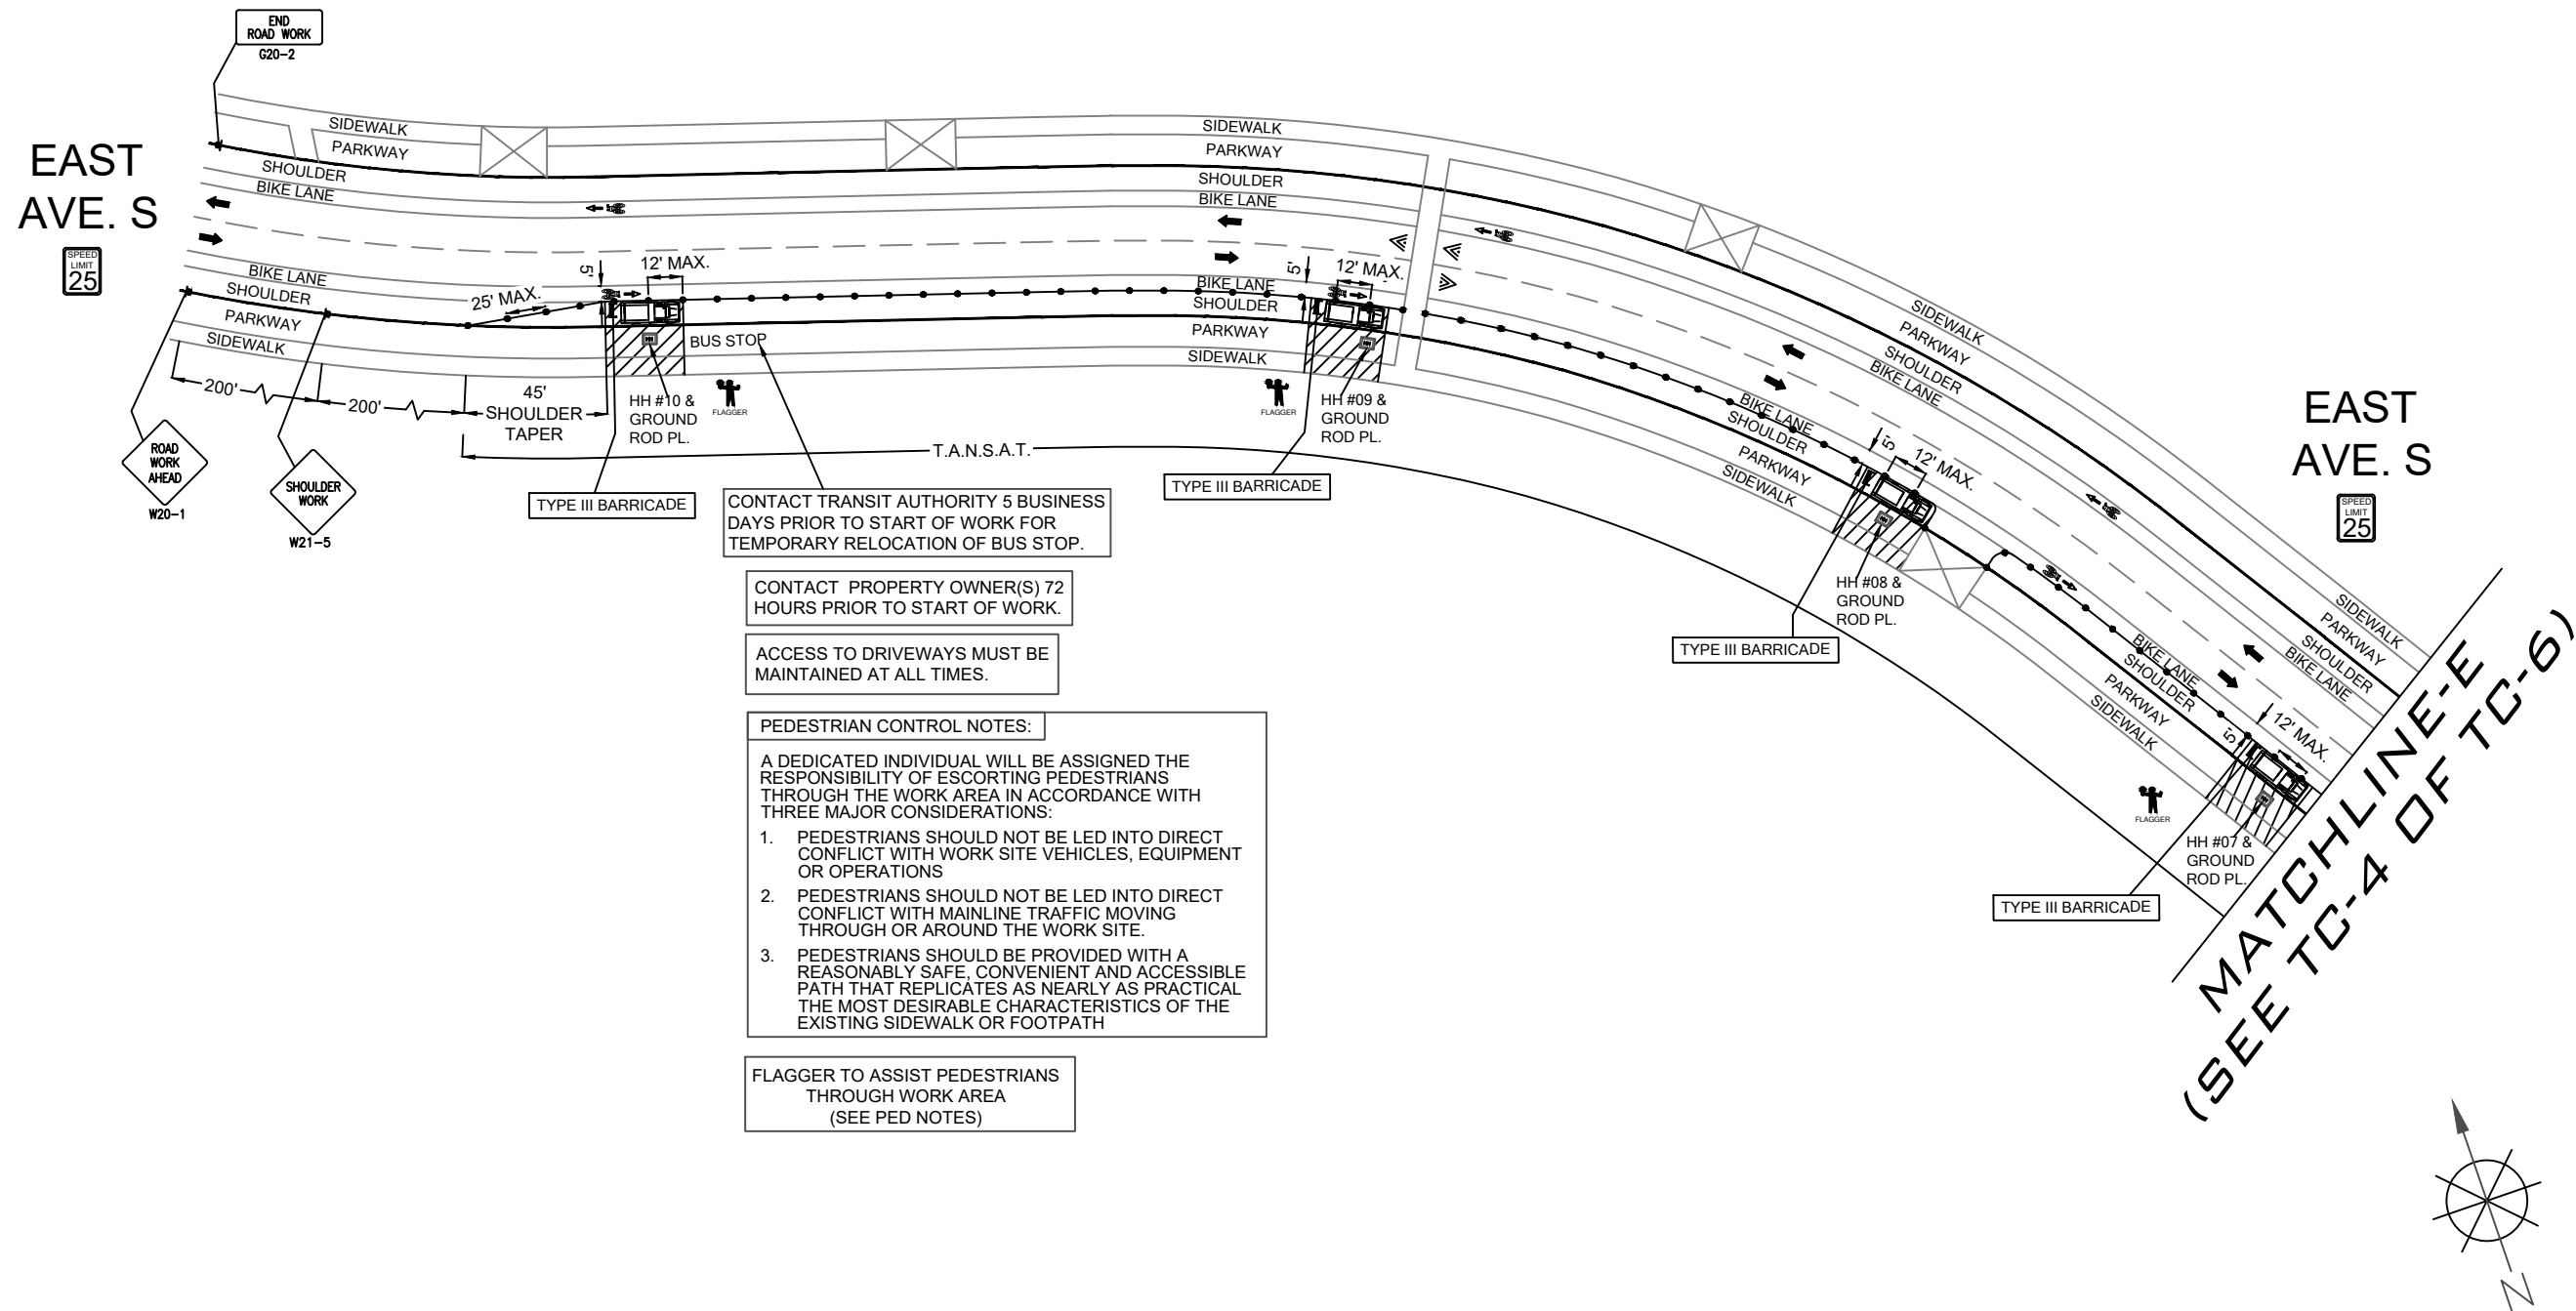 END
ROAD WORK
G20-2
EAST
AVE. S
SPEED
LIMIT
25
SIDEWALK
PARKWAY
SHOULDER
BIKE LANE
SIDEWALK
PARKWAY
SHOULDER
BIKE LANE
BIKE LANE
SHOULDER
PARKWAY
SIDEWALK
200'
200'
25' MAX.
45'
SHOULDER
TAPER
5'
12' MAX.
BUS STOP
HH #10 &
GROUND
ROD PL.
FLAGGER
T.A.N.S.A.T.
ROAD
WORK
AHEAD
W20-1
SHOULDER
WORK
W21-5
TYPE III BARRICADE
BIKE LANE
SHOULDER
PARKWAY
SIDEWALK
5'
12' MAX.
FLAGGER
HH #09 &
GROUND
ROD PL.
TYPE III BARRICADE
SIDEWALK
PARKWAY
SHOULDER
BIKE LANE
BIKE LANE
SHOULDER
PARKWAY
SIDEWALK
5'
12' MAX.
HH #08 &
GROUND
ROD PL.
TYPE III BARRICADE
EAST
AVE. S
SPEED
LIMIT
25
SIDEWALK
PARKWAY
SHOULDER
BIKE LANE
BIKE LANE
SHOULDER
PARKWAY
SIDEWALK
5'
12' MAX.
FLAGGER
HH #07 &
GROUND
ROD PL.
TYPE III BARRICADE
MATCHLINE-E
(SEE TC-4 OF TC-6)
CONTACT TRANSIT AUTHORITY 5 BUSINESS
DAYS PRIOR TO START OF WORK FOR
TEMPORARY RELOCATION OF BUS STOP.
CONTACT PROPERTY OWNER(S) 72
HOURS PRIOR TO START OF WORK.
ACCESS TO DRIVEWAYS MUST BE
MAINTAINED AT ALL TIMES.
PEDESTRIAN CONTROL NOTES:
A DEDICATED INDIVIDUAL WILL BE ASSIGNED THE
RESPONSIBILITY OF ESCORTING PEDESTRIANS
THROUGH THE WORK AREA IN ACCORDANCE WITH
THREE MAJOR CONSIDERATIONS:
1. PEDESTRIANS SHOULD NOT BE LED INTO DIRECT
CONFLICT WITH WORK SITE VEHICLES, EQUIPMENT
OR OPERATIONS
2. PEDESTRIANS SHOULD NOT BE LED INTO DIRECT
CONFLICT WITH MAINLINE TRAFFIC MOVING
THROUGH OR AROUND THE WORK SITE.
3. PEDESTRIANS SHOULD BE PROVIDED WITH A
REASONABLY SAFE, CONVENIENT AND ACCESSIBLE
PATH THAT REPLICATES AS NEARLY AS PRACTICAL
THE MOST DESIRABLE CHARACTERISTICS OF THE
EXISTING SIDEWALK OR FOOTPATH
FLAGGER TO ASSIST PEDESTRIANS
THROUGH WORK AREA
(SEE PED NOTES)
N